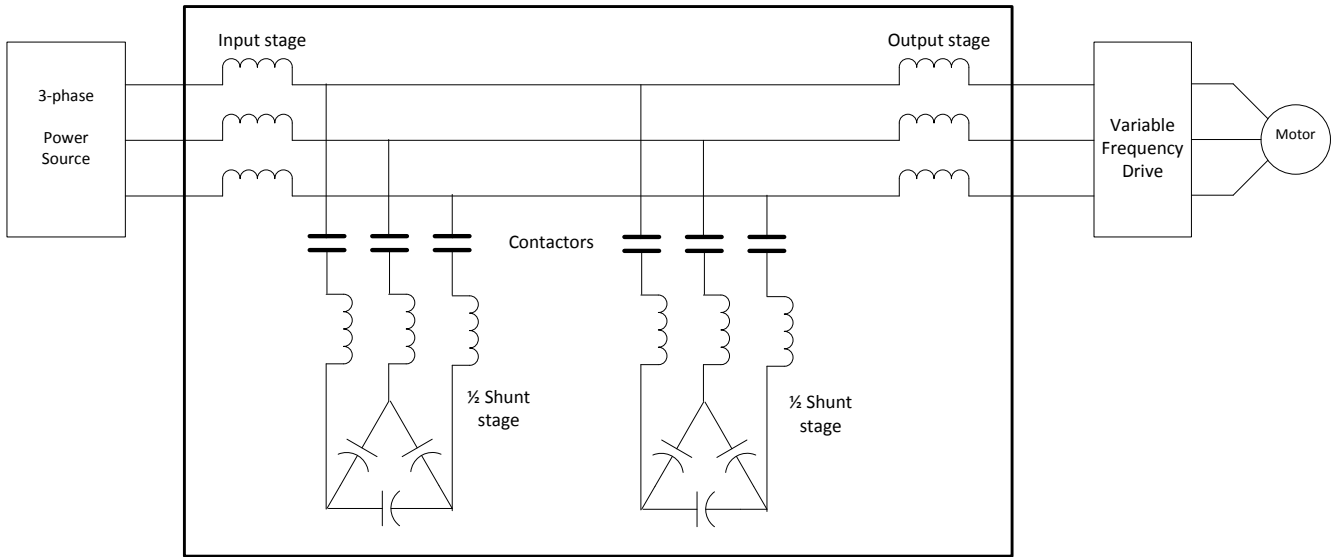 Input stage
Output stage
3-phase
Power
Source
Variable
Frequency
Drive
Motor
Contactors
½ Shunt
stage
½ Shunt
stage